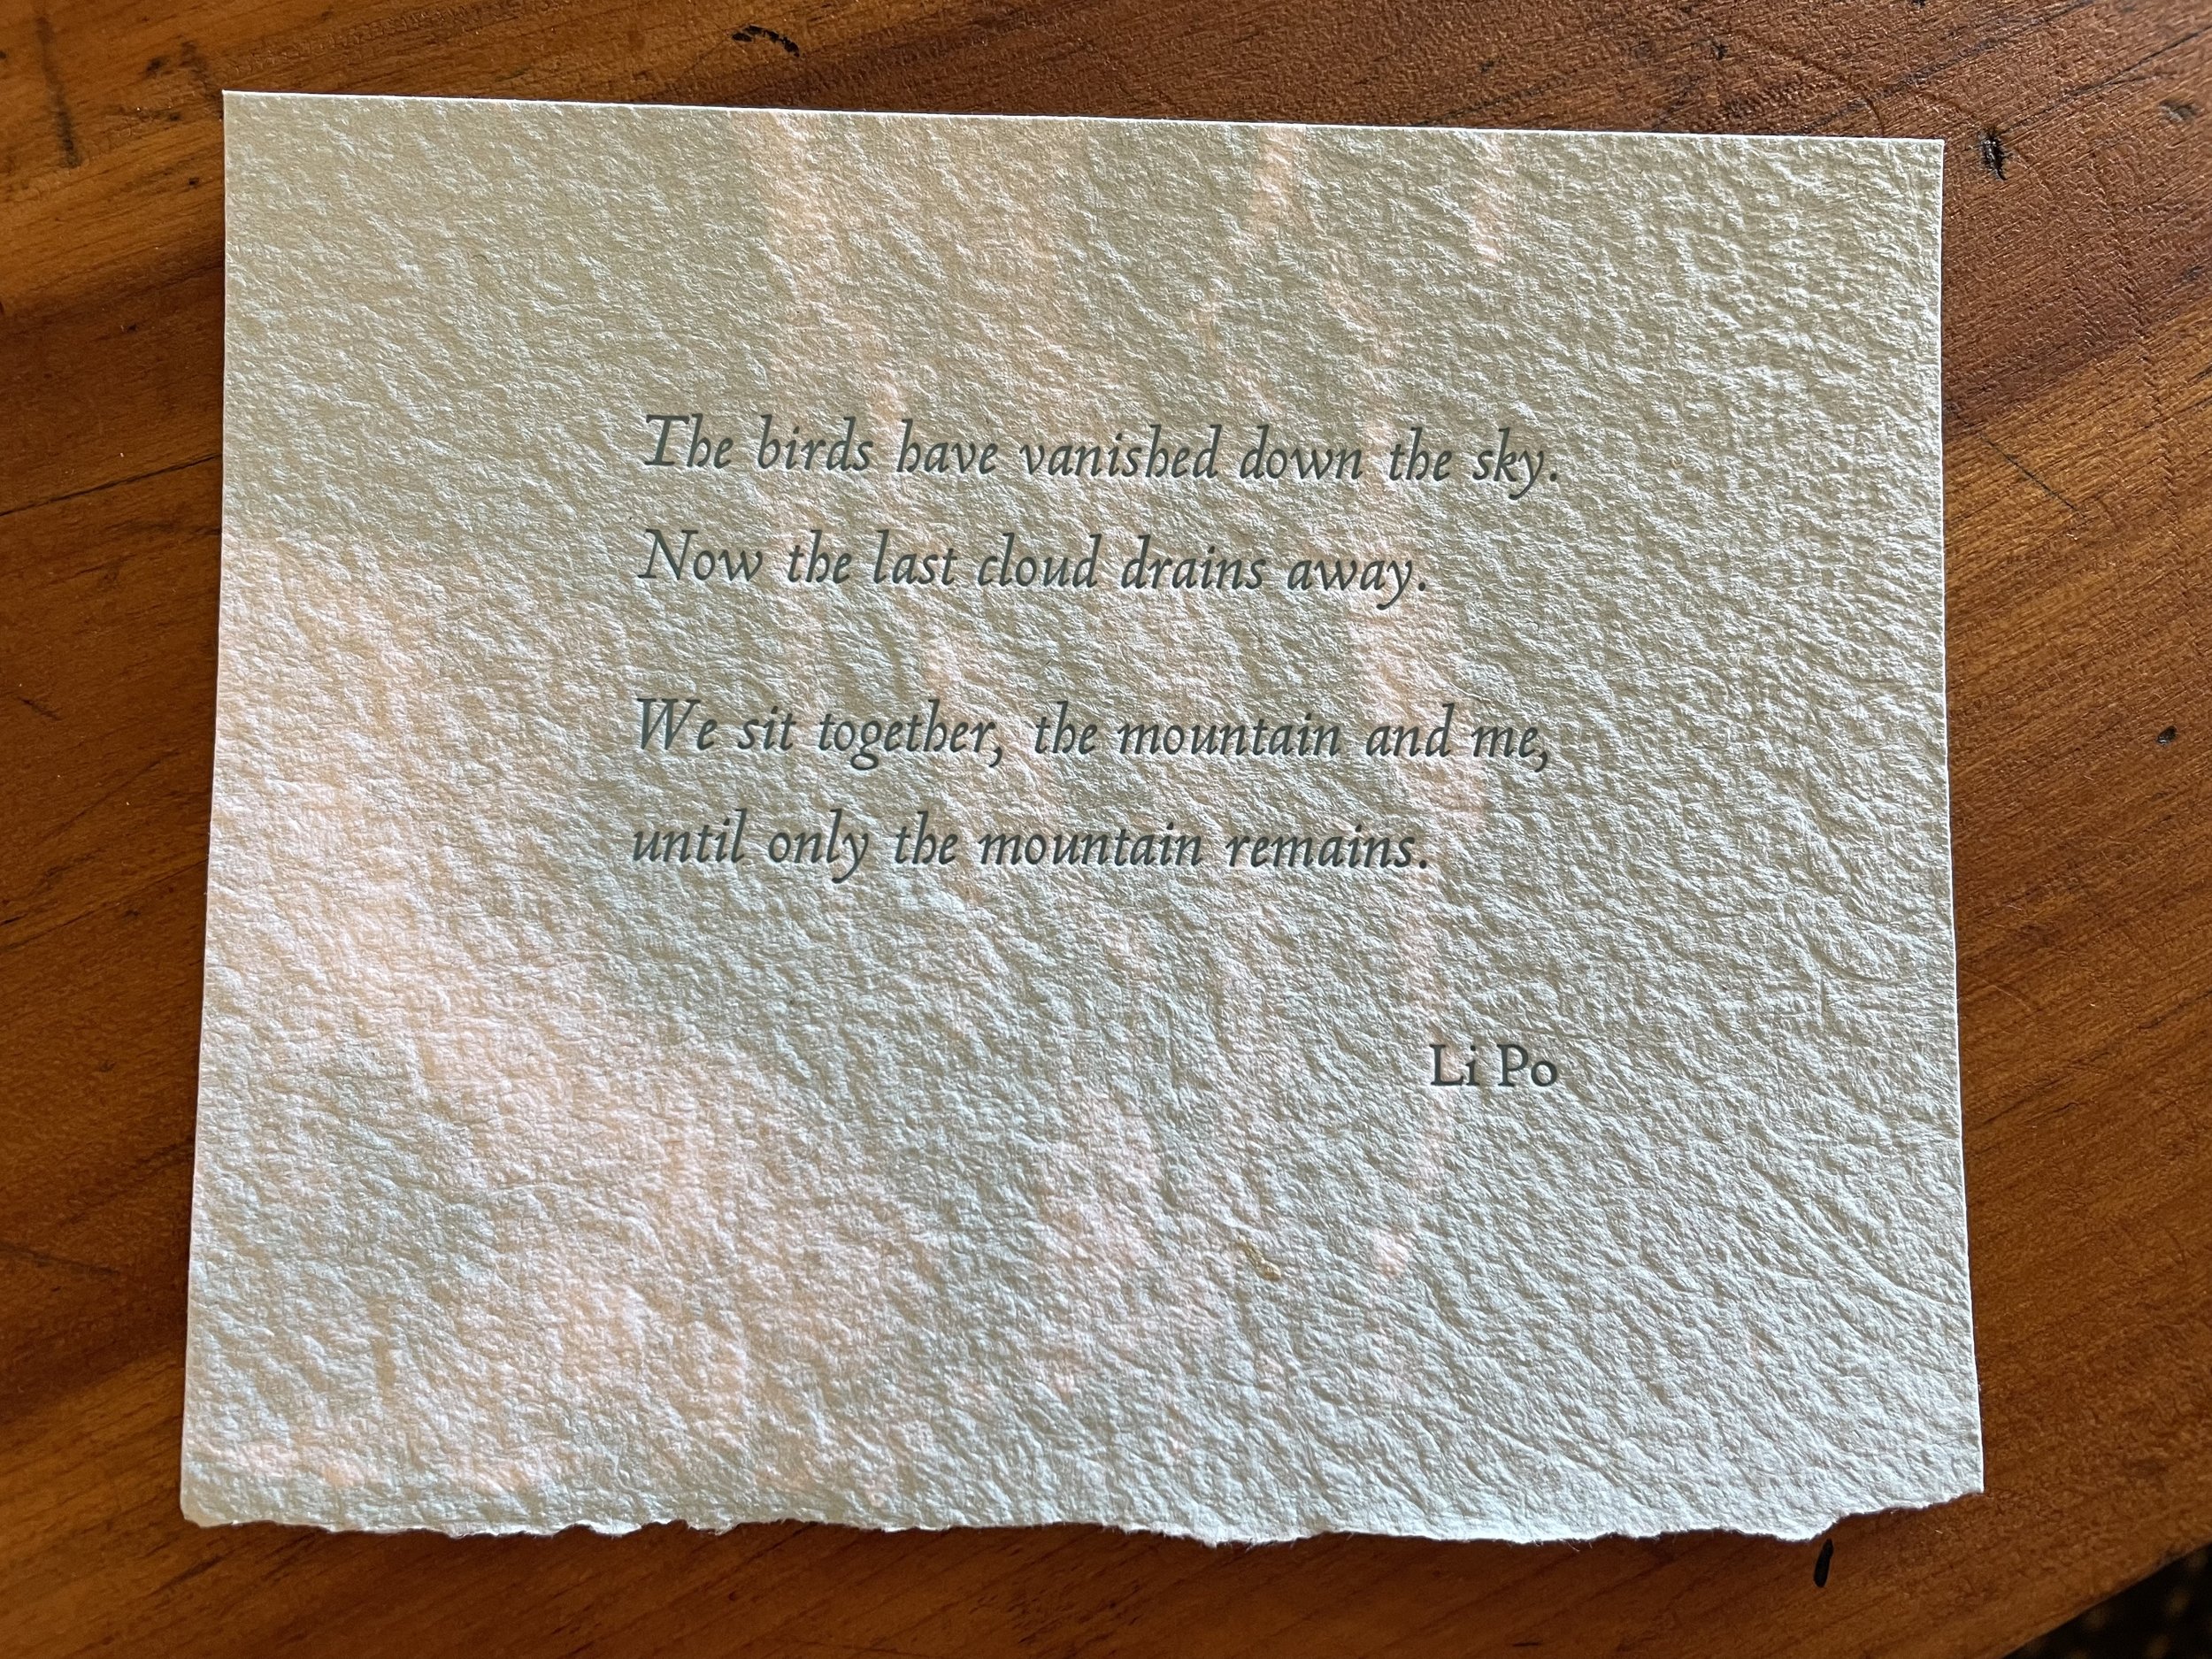 The birds have vanished down the sky.
Now the last cloud drains away.
We sit together, the mountain and me,
until only the mountain remains.
Li Po